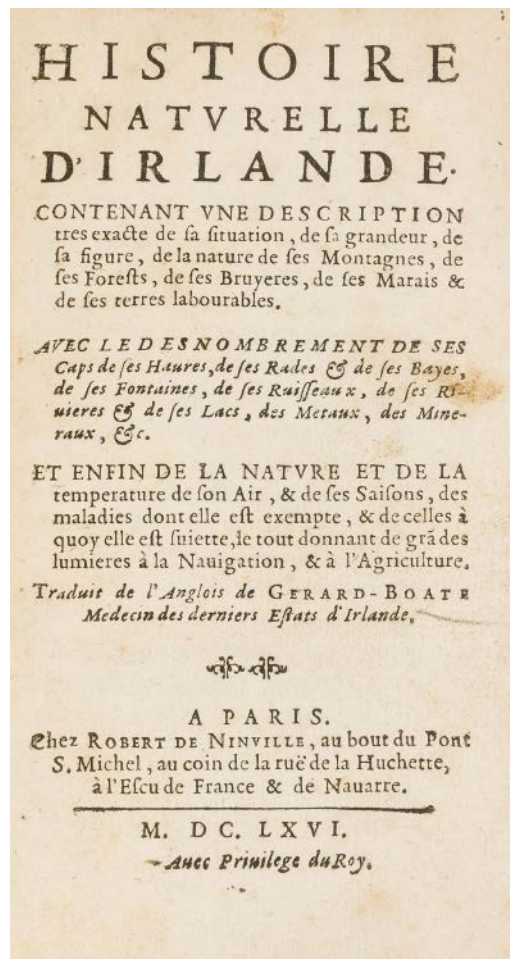 HISTOIRE
NATVRELLE
D'IRLANDE.
CONTENANT VNE DESCRIPTION
tres exacte de sa situation, de sa grandeur, de
sa figure, de la nature de ses Montagnes, de
ses Forests, de ses Bruyeres, de ses Marais &
de ses terres labourables.
AVEC LE DESNOMBREMENT DE SES
Caps de ses Haures, de ses Rades & de ses Bayes,
de ses Fontaines, de ses Ruisseaux, de ses Ri-
uieres & de ses Lacs, des Metaux, des Mine-
raux, &c.
ET ENFIN DE LA NATVRE ET DE LA
temperature de son Air, & de ses Saisons, des
maladies dont elle est exempte, & de celles à
quoy elle est suiette, le tout donnant de grãdes
lumieres à la Nauigation, & à l'Agriculture.
Traduit de l'Anglois de GERARD-BOATE
Medecin des derniers Estats d'Irlande.
A PARIS.
Chez ROBERT DE NINVILLE, au bout du Pont
S. Michel, au coin de la ruë de la Huchette,
à l'Escu de France & de Nauarre.
M. DC. LXVI.
Auec Priuilege du Roy.